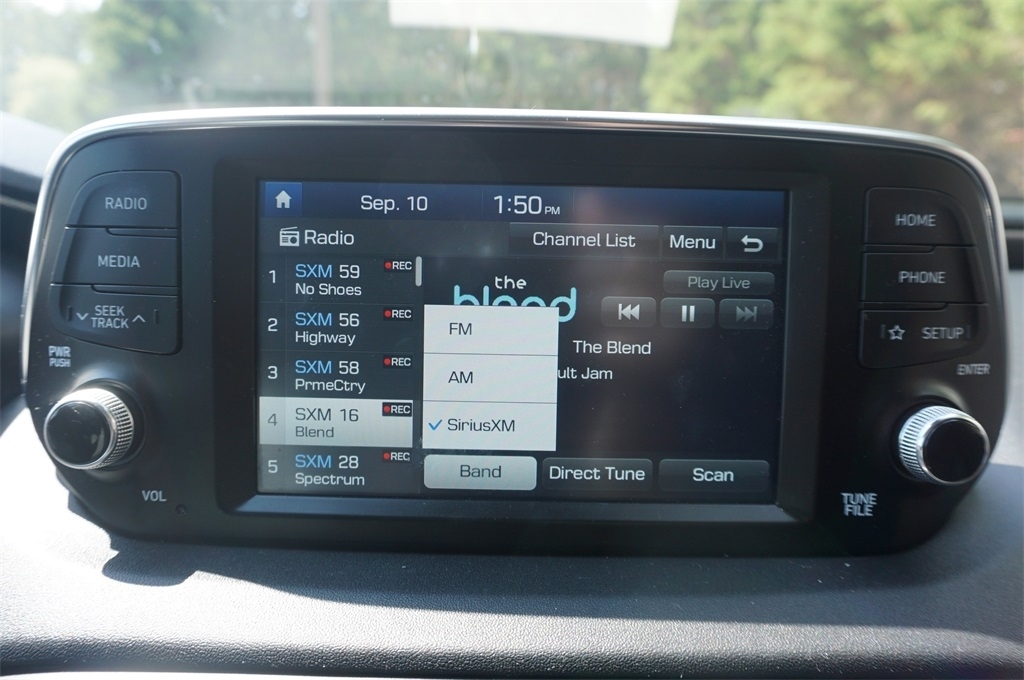 RADIO
MEDIA
SEEK
TRACK
PWR
PUSH
VOL
Sep. 10 1:50 PM
Radio
Channel List Menu
1 SXM 59 REC
No Shoes
2 SXM 56 REC
Highway
3 SXM 58 REC
PrmeCtry
4 SXM 16 REC
Blend
5 SXM 28 REC
Spectrum
the
blend
Play Live
The Blend
ult Jam
FM
AM
SiriusXM
Band Direct Tune Scan
HOME
PHONE
SETUP
ENTER
TUNE
FILE